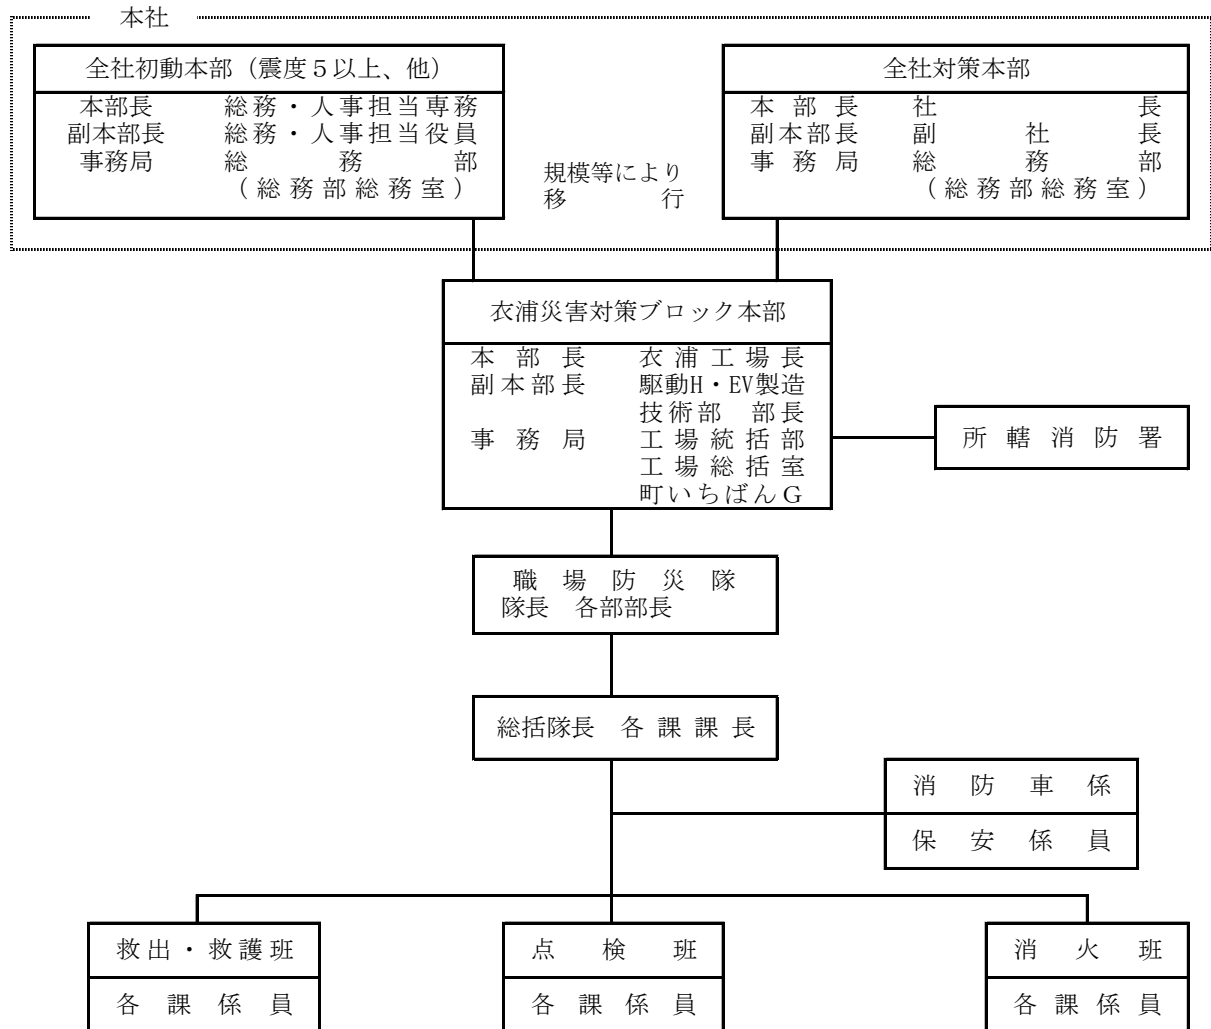 本社
全社初動本部（震度５以上、他）
本部長　総務・人事担当専務
副本部長　総務・人事担当役員
事務局　総務部
（総務部総務室）
規模等により
移行
全社対策本部
本部長　社長
副本部長　副社長
事務局　総務部
（総務部総務室）
衣浦災害対策ブロック本部
本部長　衣浦工場長
副本部長　駆動H・EV製造
技術部　部長
事務局　工場統括部
工場総括室
町いちばんＧ
所轄消防署
職場防災隊
隊長　各部部長
総括隊長　各課課長
消防車係
保安係員
救出・救護班
各課係員
点検班
各課係員
消火班
各課係員